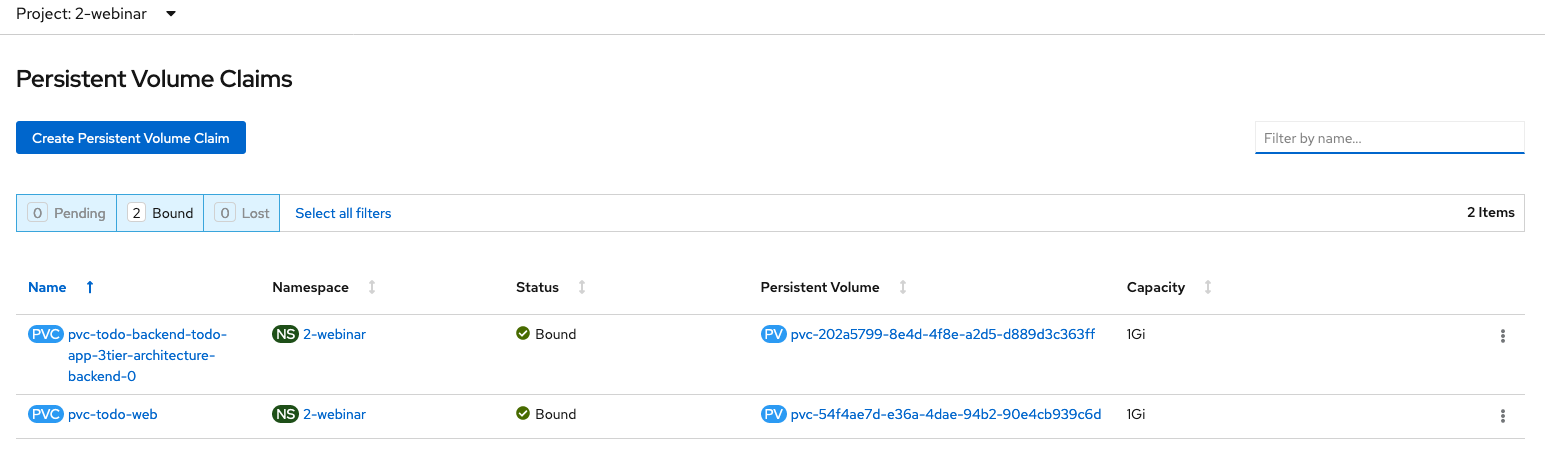 Project: 2-webinar
Persistent Volume Claims
Create Persistent Volume Claim
Filter by name...
0 Pending 2 Bound 0 Lost Select all filters 2 Items
Name Namespace Status Persistent Volume Capacity
PVC pvc-todo-backend-todo- NS 2-webinar Bound PV pvc-202a5799-8e4d-4f8e-a2d5-d889d3c363ff 1Gi
app-3tier-architecture-
backend-0
PVC pvc-todo-web NS 2-webinar Bound PV pvc-54f4ae7d-e36a-4dae-94b2-90e4cb939c6d 1Gi